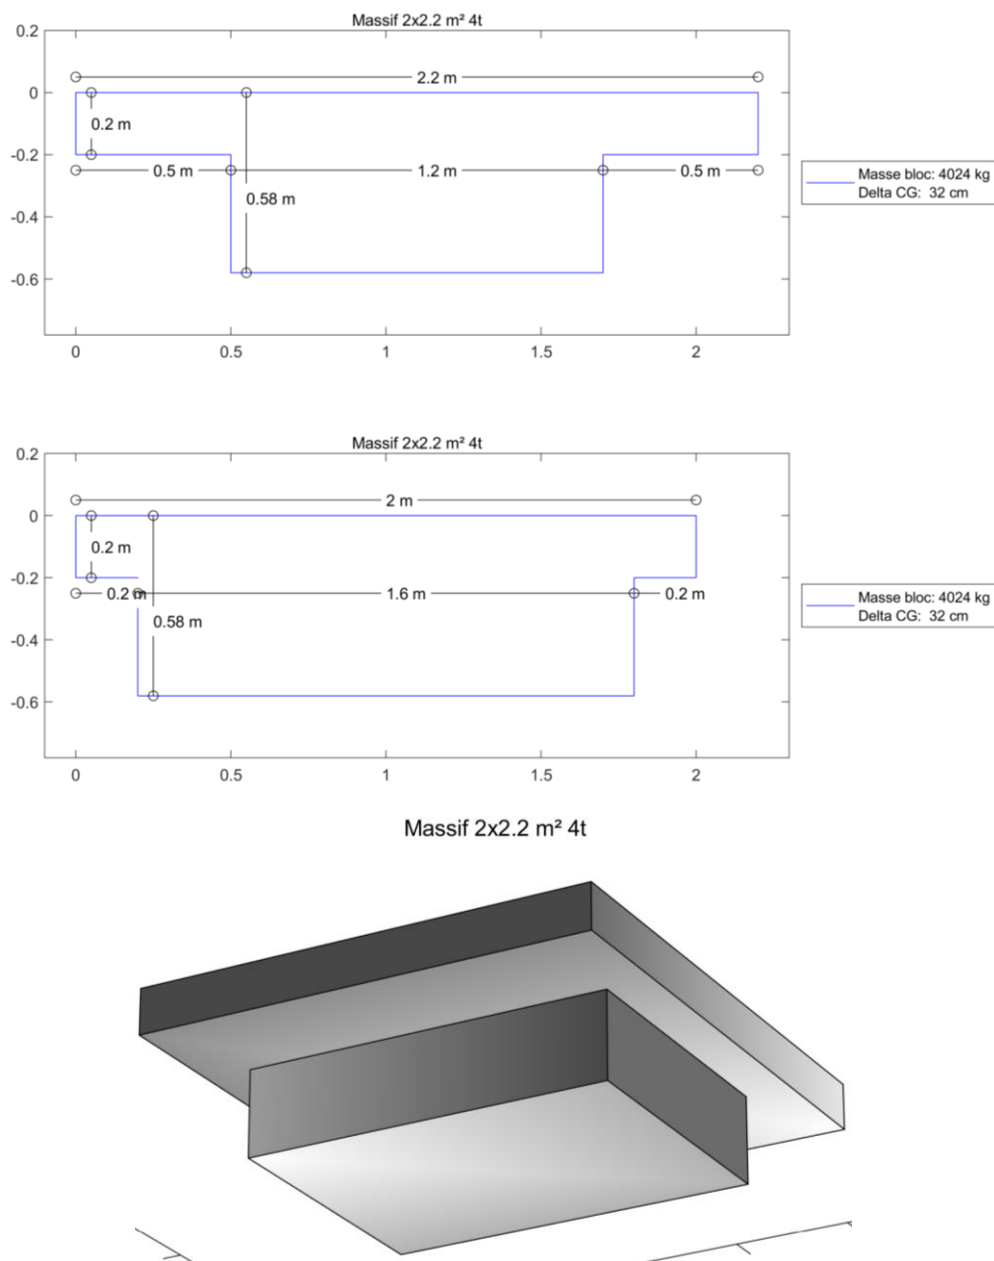 Massif 2x2.2 m² 4t
0.2
2.2 m
0
0.2 m
-0.2
0.5 m
1.2 m
0.5 m
Masse bloc: 4024 kg
Delta CG:  32 cm
0.58 m
-0.4
-0.6
0
0.5
1
1.5
2
Massif 2x2.2 m² 4t
0.2
2 m
0
0.2 m
-0.2
0.2 m
1.6 m
0.2 m
Masse bloc: 4024 kg
Delta CG:  32 cm
0.58 m
-0.4
-0.6
0
0.5
1
1.5
2
Massif 2x2.2 m² 4t